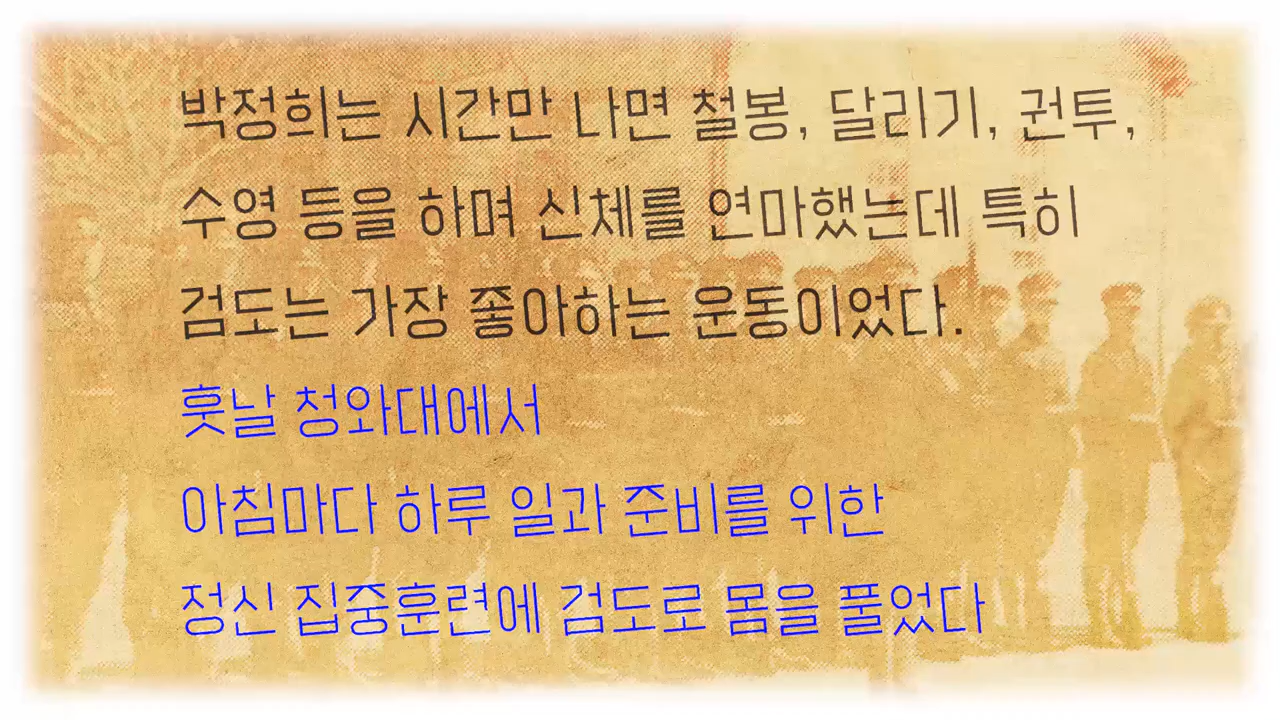 박정희는 시간만 나면 철봉, 달리기, 권투,
수영 등을 하며 신체를 연마했는데 특히
검도는 가장 좋아하는 운동이었다.
훗날 청와대에서
아침마다 하루 일과 준비를 위한
정신 집중훈련에 검도로 몸을 풀었다